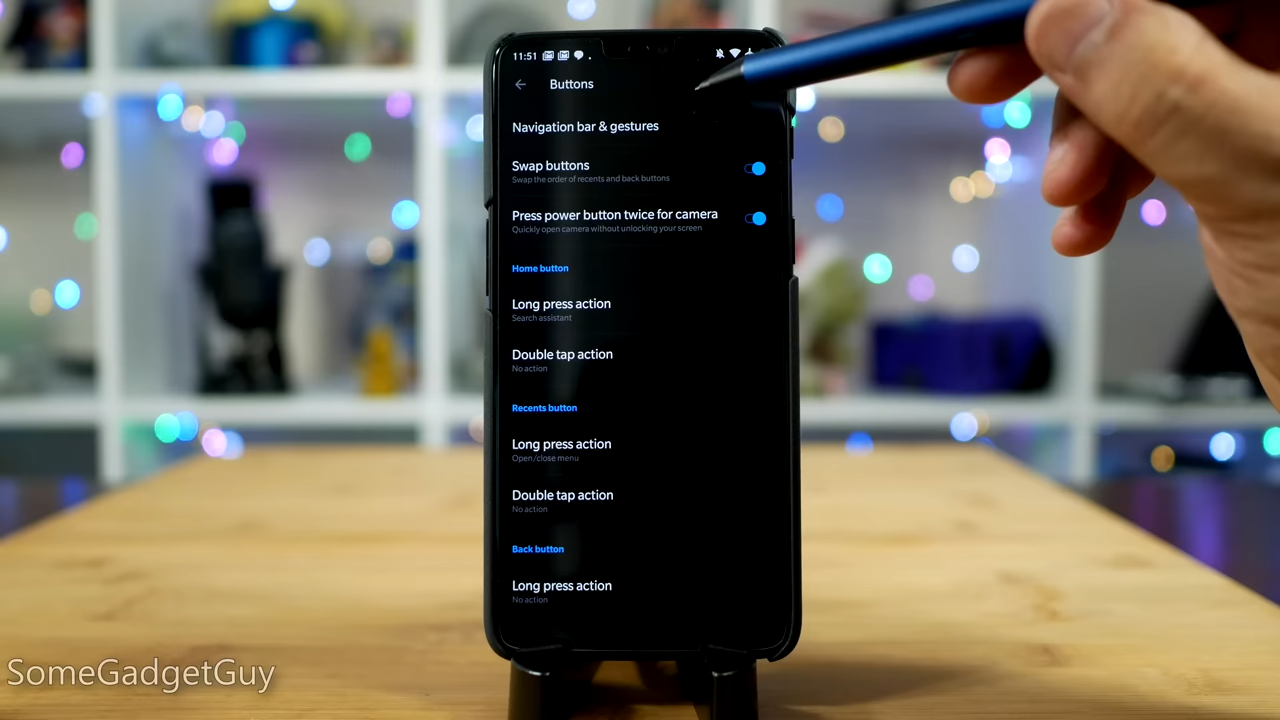 11:51
Buttons
Navigation bar & gestures
Swap buttons
Swap the order of recents and back buttons
Press power button twice for camera
Quickly open camera without unlocking your screen
Home button
Long press action
Search assistant
Double tap action
No action
Recents button
Long press action
Open/close menu
Double tap action
No action
Back button
Long press action
No action
SomeGadgetGuy